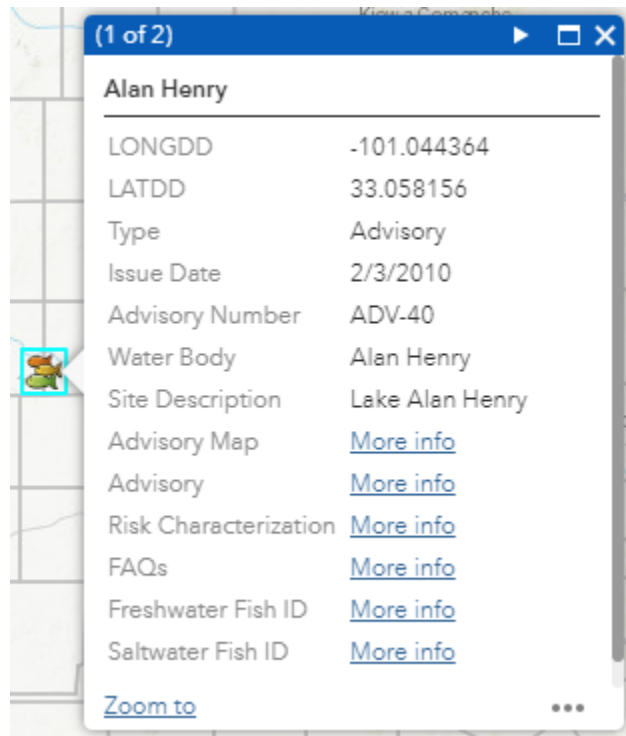 Kiowa Comanche
(1 of 2)
Alan Henry
LONGDD -101.044364
LATDD 33.058156
Type Advisory
Issue Date 2/3/2010
Advisory Number ADV-40
Water Body Alan Henry
Site Description Lake Alan Henry
Advisory Map More info
Advisory More info
Risk Characterization More info
FAQs More info
Freshwater Fish ID More info
Saltwater Fish ID More info
Zoom to